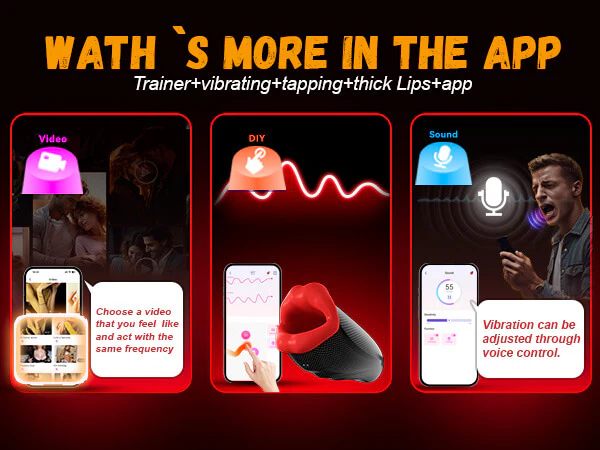 WATH `S MORE IN THE APP
Trainer+vibrating+tapping+thick Lips+app
Video
Choose a video
that you feel like
and act with the
same frequency
DIY
Sound
Sound
55
Vibration can be
adjusted through
voice control.